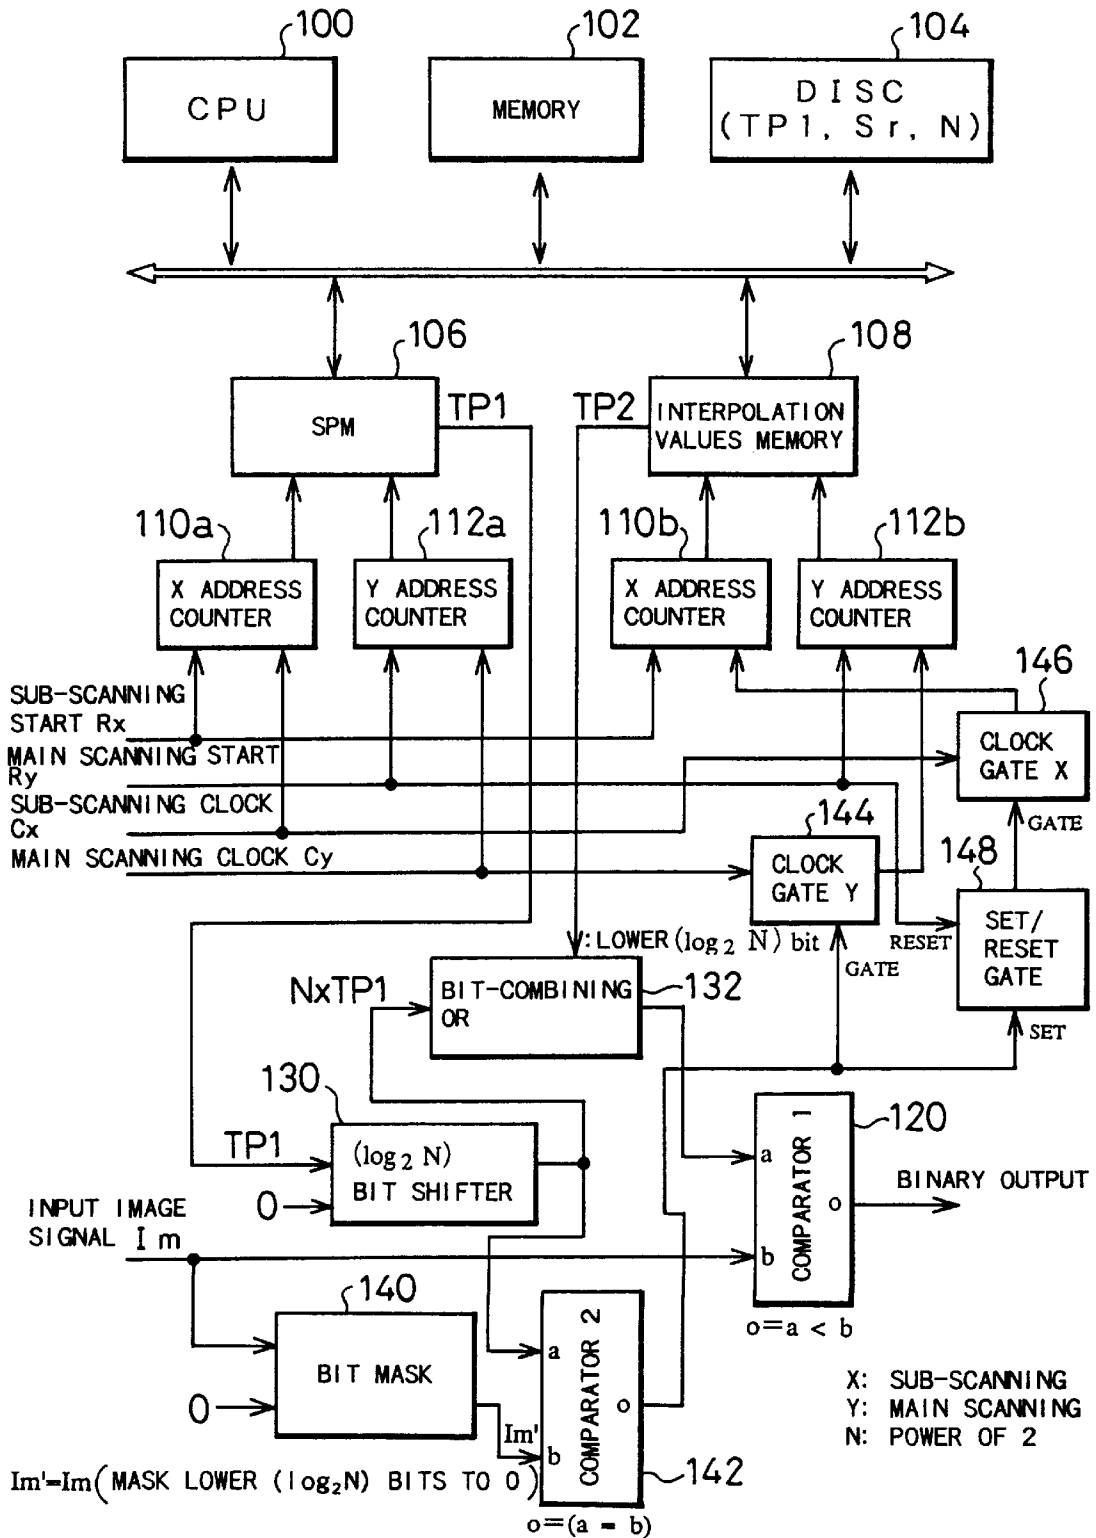 100
102
104
CPU
MEMORY
DISC
(TP1, Sr, N)
106
108
SPM
TP1
TP2
INTERPOLATION
VALUES MEMORY
110a
112a
110b
112b
X ADDRESS
COUNTER
Y ADDRESS
COUNTER
X ADDRESS
COUNTER
Y ADDRESS
COUNTER
146
SUB-SCANNING
START Rx
MAIN SCANNING START
Ry
SUB-SCANNING CLOCK
Cx
MAIN SCANNING CLOCK Cy
CLOCK
GATE X
GATE
144
CLOCK
GATE Y
148
SET/
RESET
GATE
RESET
SET
GATE
: LOWER (log2 N) bit
NxTP1
BIT-COMBINING
OR
132
130
TP1
(log2 N)
BIT SHIFTER
0
120
a
b
o
COMPARATOR 1
BINARY OUTPUT
o=a < b
INPUT IMAGE
SIGNAL Im
140
BIT MASK
0
Im'
a
b
o
COMPARATOR 2
142
o=(a = b)
Im'=Im(MASK LOWER (log2N) BITS TO 0)
X: SUB-SCANNING
Y: MAIN SCANNING
N: POWER OF 2